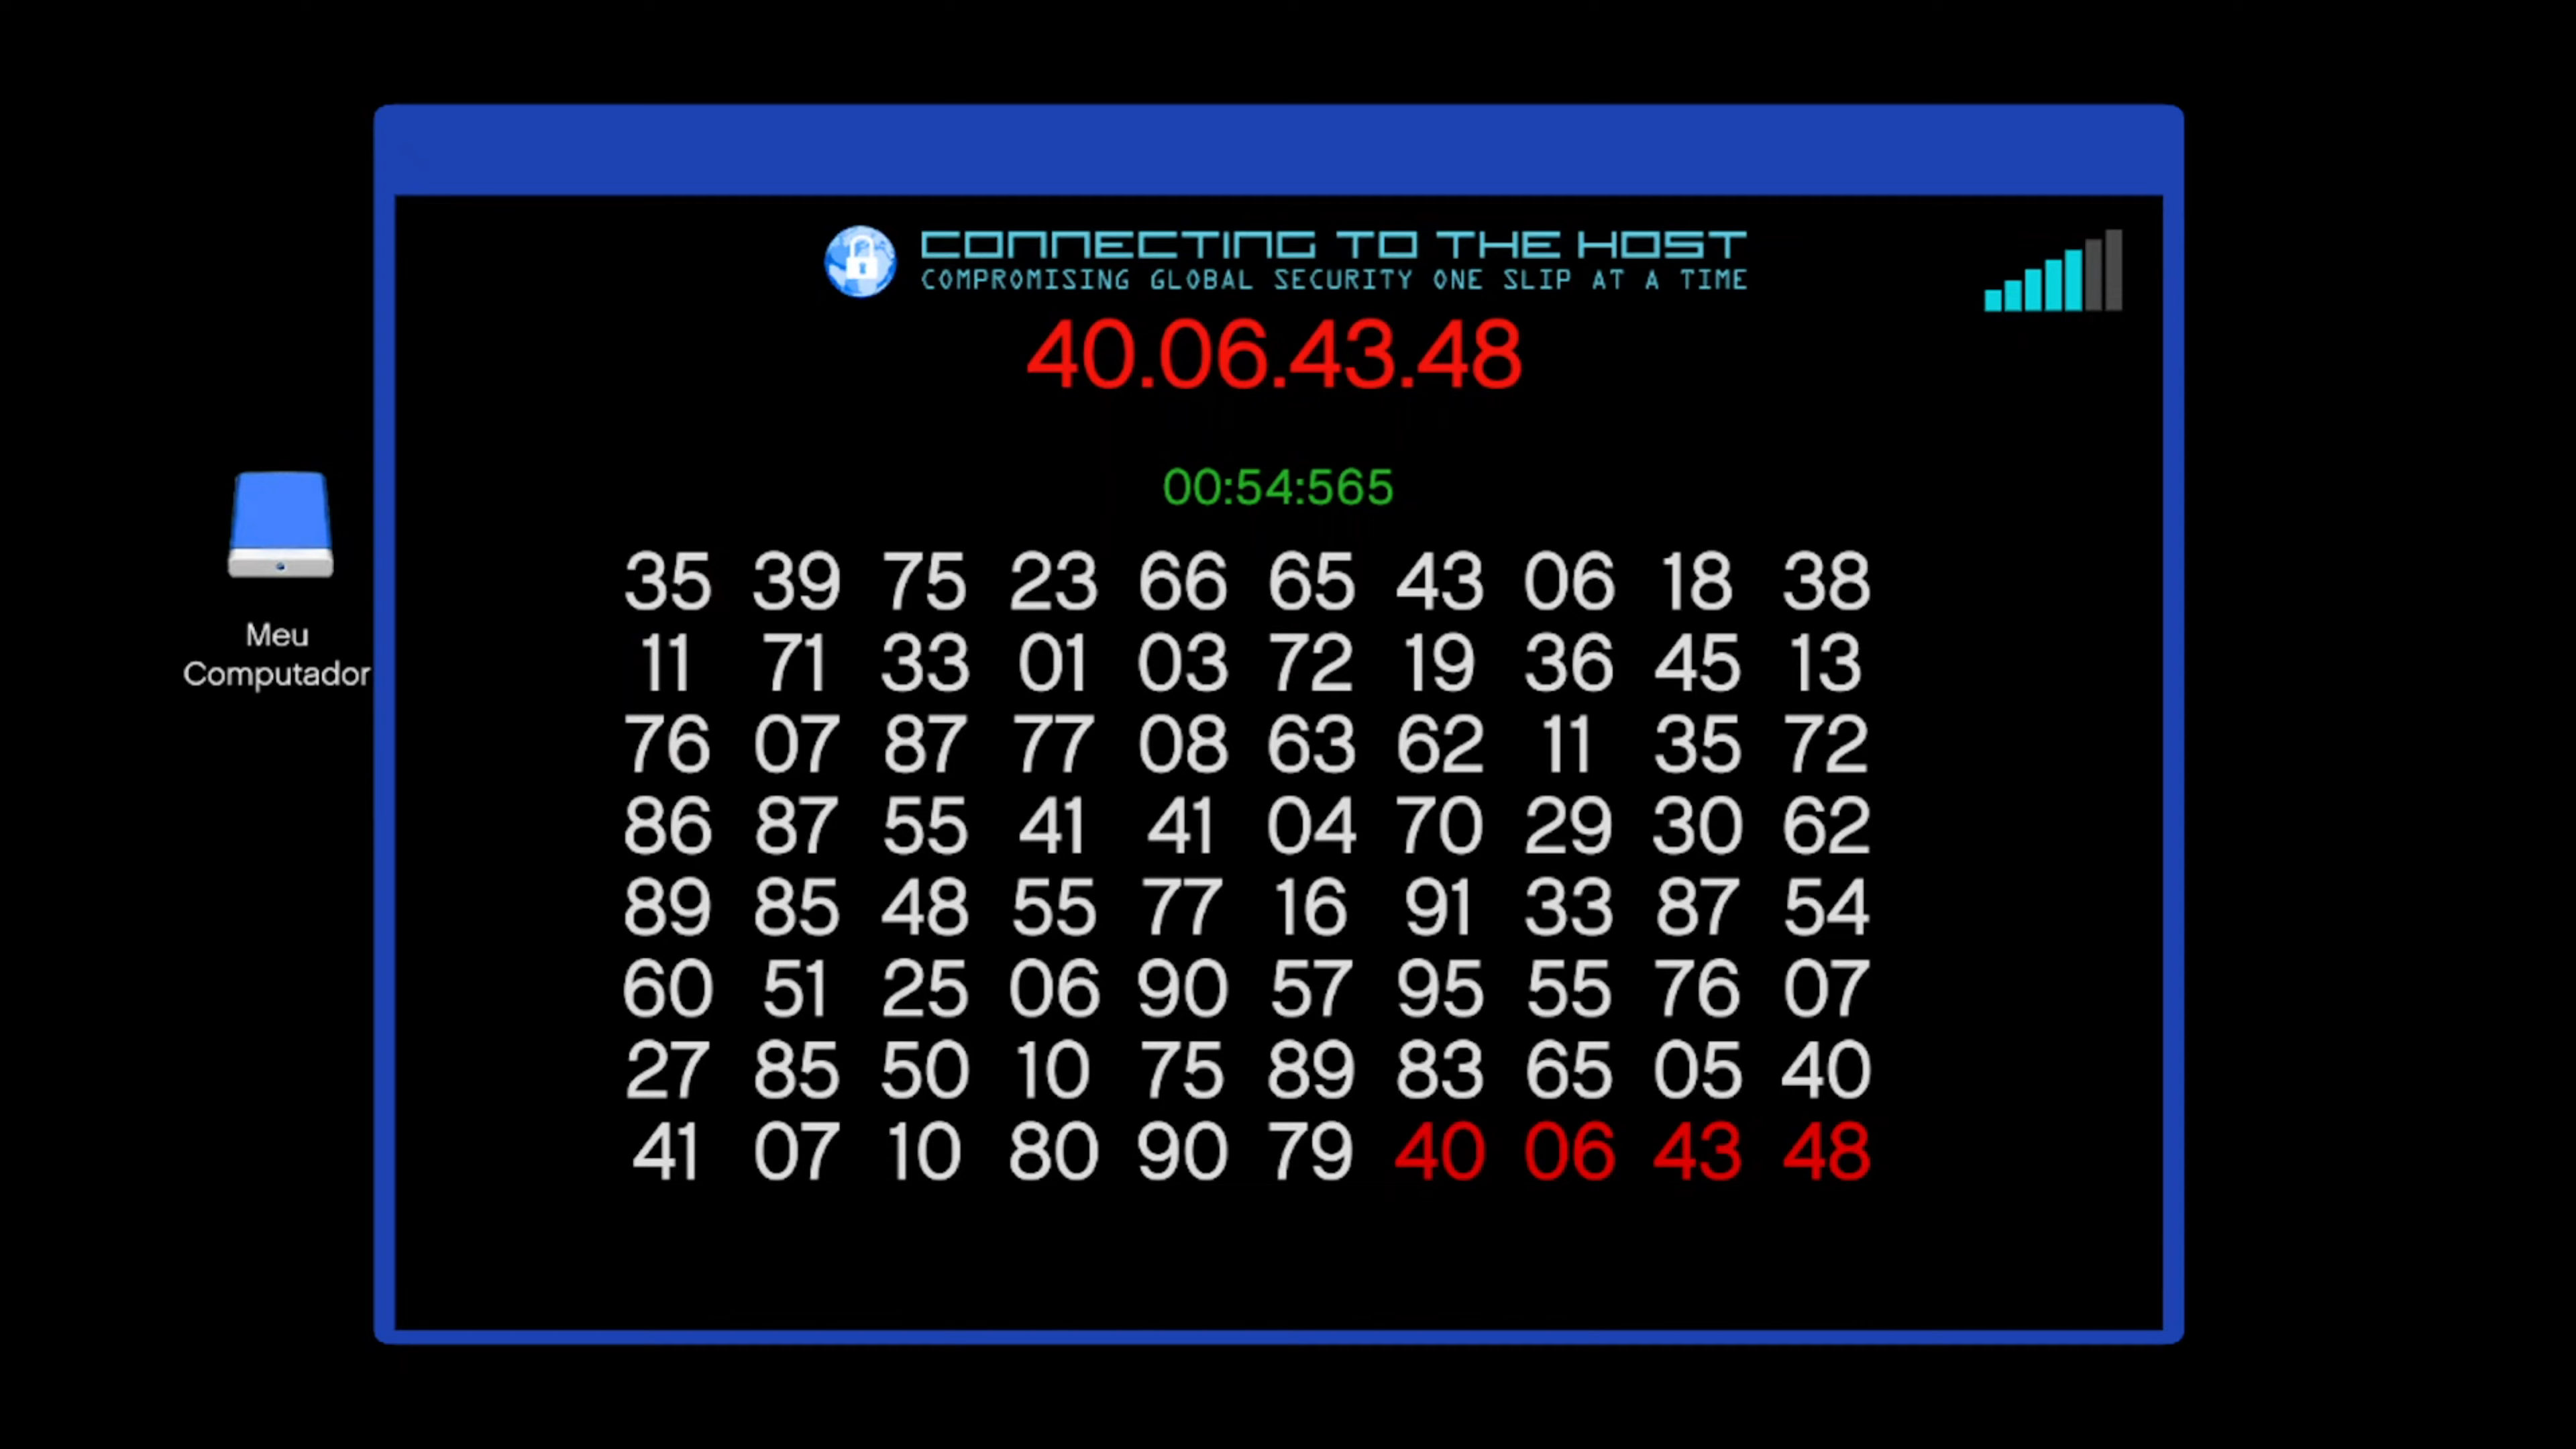 CONNECTING TO THE HOST
COMPROMISING GLOBAL SECURITY ONE SLIP AT A TIME
40.06.43.48
00:54:565
Meu
Computador
35 39 75 23 66 65 43 06 18 38
11 71 33 01 03 72 19 36 45 13
76 07 87 77 08 63 62 11 35 72
86 87 55 41 41 04 70 29 30 62
89 85 48 55 77 16 91 33 87 54
60 51 25 06 90 57 95 55 76 07
27 85 50 10 75 89 83 65 05 40
41 07 10 80 90 79 40 06 43 48